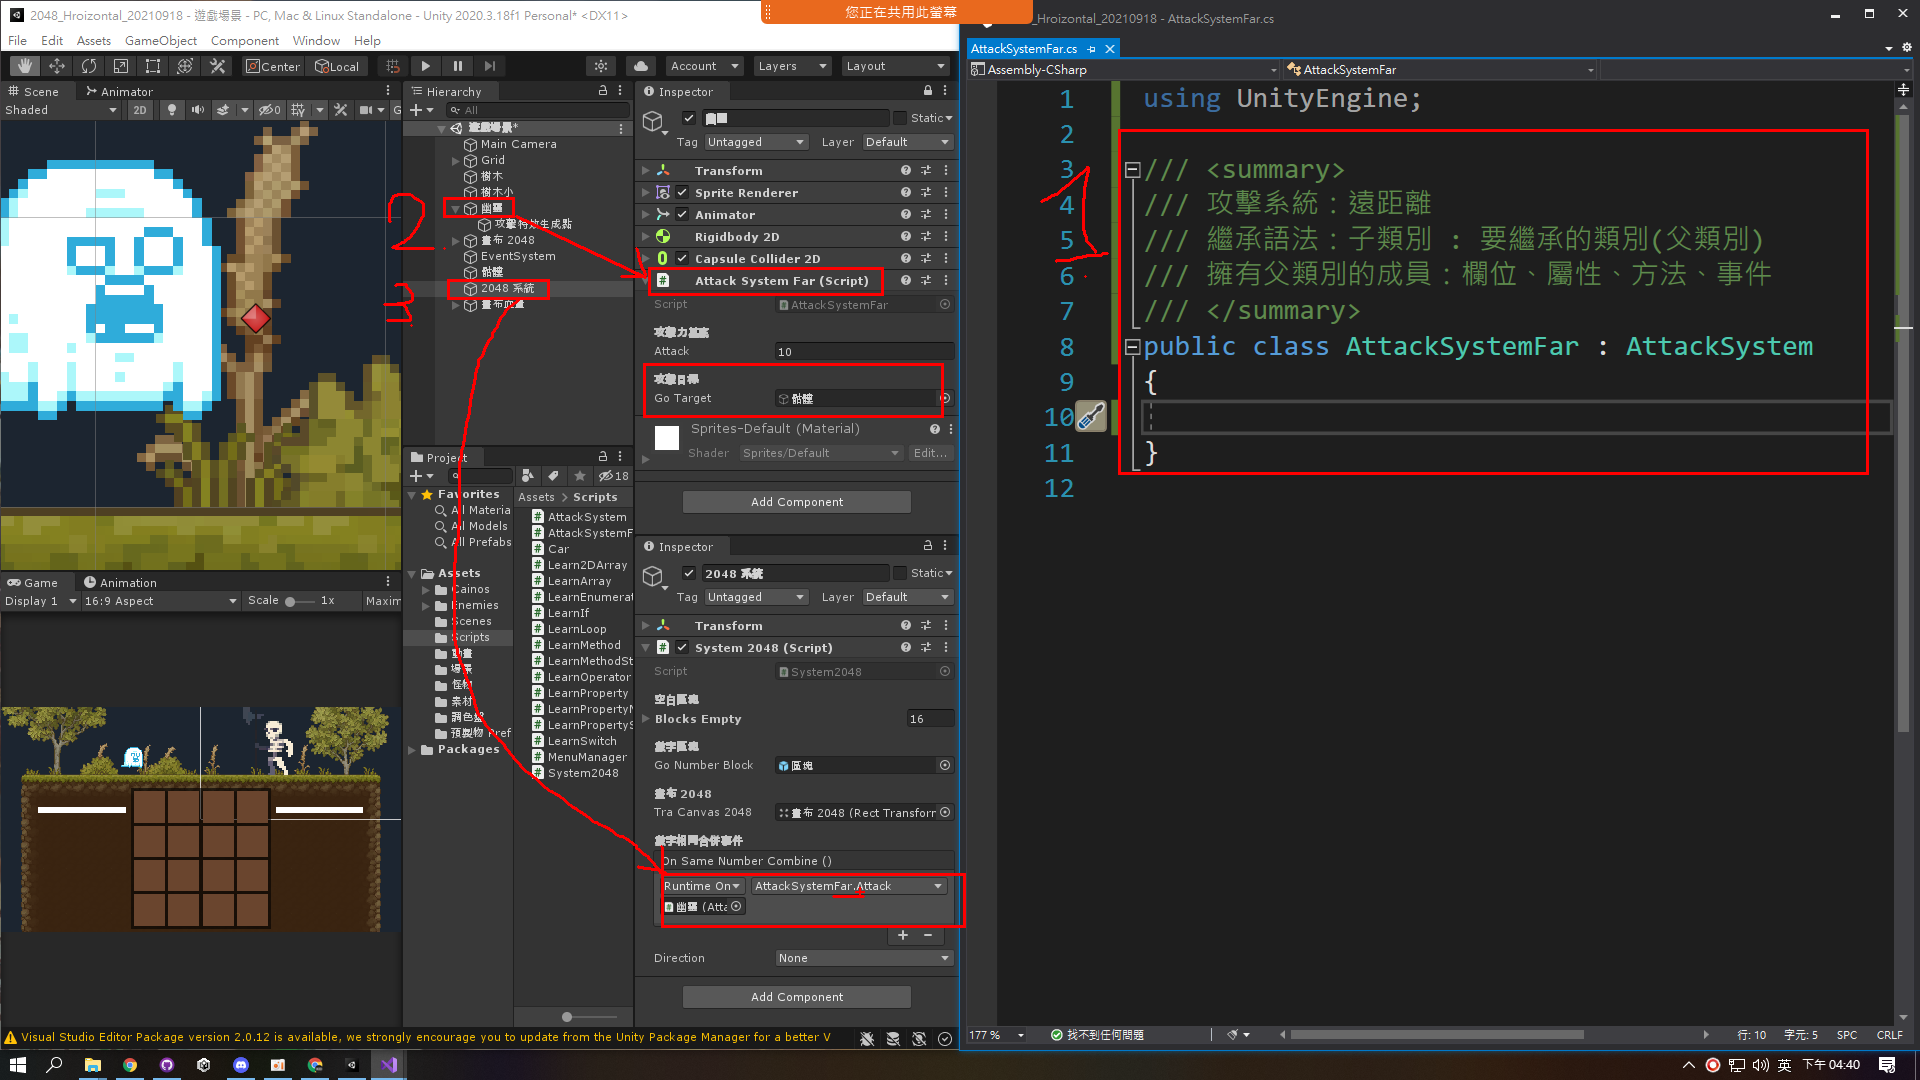 2048_Hroizontal_20210918 - 遊戲場景 - PC, Mac & Linux Standalone - Unity 2020.3.18f1 Personal* <DX11>
您正在共用此螢幕
_Hroizontal_20210918 - AttackSystemFar.cs
File Edit Assets GameObject Component Window Help
Center Local
Account Layers Layout
Scene Animator
Shaded 2D 0 G
Hierarchy
All
遊戲場景*
Main Camera
Grid
樹木
樹木小
幽靈
攻擊特效生成點
畫布 2048
EventSystem
骷髏
2048 系統
畫布血量
2
3
Project
18
Favorites
All Materia
All Models
All Prefabs
Assets
Cainos
Enemies
Scenes
Scripts
動畫
場景
怪物
素材
調色盤
預製物 Pref
Packages
Assets > Scripts
AttackSystem
AttackSystemF
Car
Learn2DArray
LearnArray
LearnEnumerat
LearnIf
LearnLoop
LearnMethod
LearnMethodSt
LearnOperator
LearnProperty
LearnPropertyM
LearnPropertyS
LearnSwitch
MenuManager
System2048
Game Animation
Display 1 16:9 Aspect Scale 1x Maxim
Inspector
幽靈 Static
Tag Untagged Layer Default
Transform
Sprite Renderer
Animator
Rigidbody 2D
Capsule Collider 2D
Attack System Far (Script)
Script AttackSystemFar
攻擊力基底
Attack 10
攻擊目標
Go Target 骷髏
Sprites-Default (Material)
Shader Sprites/Default Edit...
Add Component
Inspector
2048 系統 Static
Tag Untagged Layer Default
Transform
System 2048 (Script)
Script System2048
空白區塊
Blocks Empty 16
數字區塊
Go Number Block 區塊
畫布 2048
Tra Canvas 2048 畫布 2048 (Rect Transform
數字相同合併事件
On Same Number Combine ()
Runtime On AttackSystemFar.Attack
幽靈 (Atta
+ −
Direction None
Add Component
Visual Studio Editor Package version 2.0.12 is available, we strongly encourage you to update from the Unity Package Manager for a better V
AttackSystemFar.cs
Assembly-CSharp AttackSystemFar
1 using UnityEngine;
2
3 /// <summary>
4 /// 攻擊系統：遠距離
5 /// 繼承語法：子類別 : 要繼承的類別(父類別)
6 /// 擁有父類別的成員：欄位、屬性、方法、事件
7 /// </summary>
8 public class AttackSystemFar : AttackSystem
9 {
10
11 }
12
1
177 % 找不到任何問題 行: 10 字元: 5 SPC CRLF
英 下午 04:40